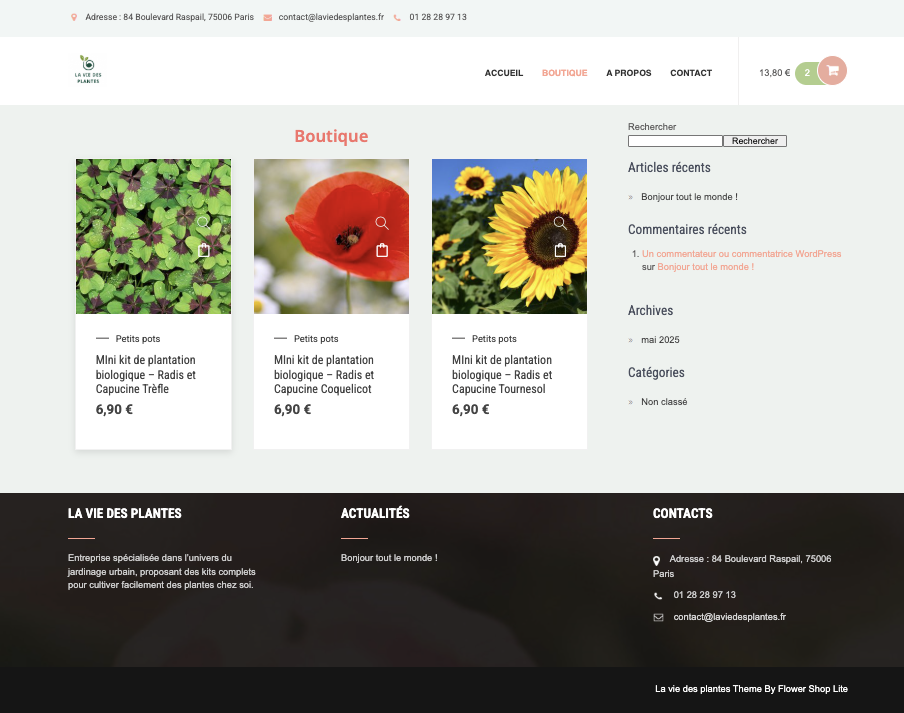 Adresse : 84 Boulevard Raspail, 75006 Paris contact@laviedesplantes.fr 01 28 28 97 13
LA VIE DES
PLANTES
ACCUEIL BOUTIQUE A PROPOS CONTACT
13,80 € 2
Boutique
Petits pots
MIni kit de plantation
biologique – Radis et
Capucine Trèfle
6,90 €
Petits pots
MIni kit de plantation
biologique – Radis et
Capucine Coquelicot
6,90 €
Petits pots
MIni kit de plantation
biologique – Radis et
Capucine Tournesol
6,90 €
Rechercher
Rechercher
Articles récents
» Bonjour tout le monde !
Commentaires récents
1. Un commentateur ou commentatrice WordPress
sur Bonjour tout le monde !
Archives
» mai 2025
Catégories
» Non classé
LA VIE DES PLANTES
Entreprise spécialisée dans l'univers du
jardinage urbain, proposant des kits complets
pour cultiver facilement des plantes chez soi.
ACTUALITÉS
Bonjour tout le monde !
CONTACTS
Adresse : 84 Boulevard Raspail, 75006
Paris
01 28 28 97 13
contact@laviedesplantes.fr
La vie des plantes Theme By Flower Shop Lite